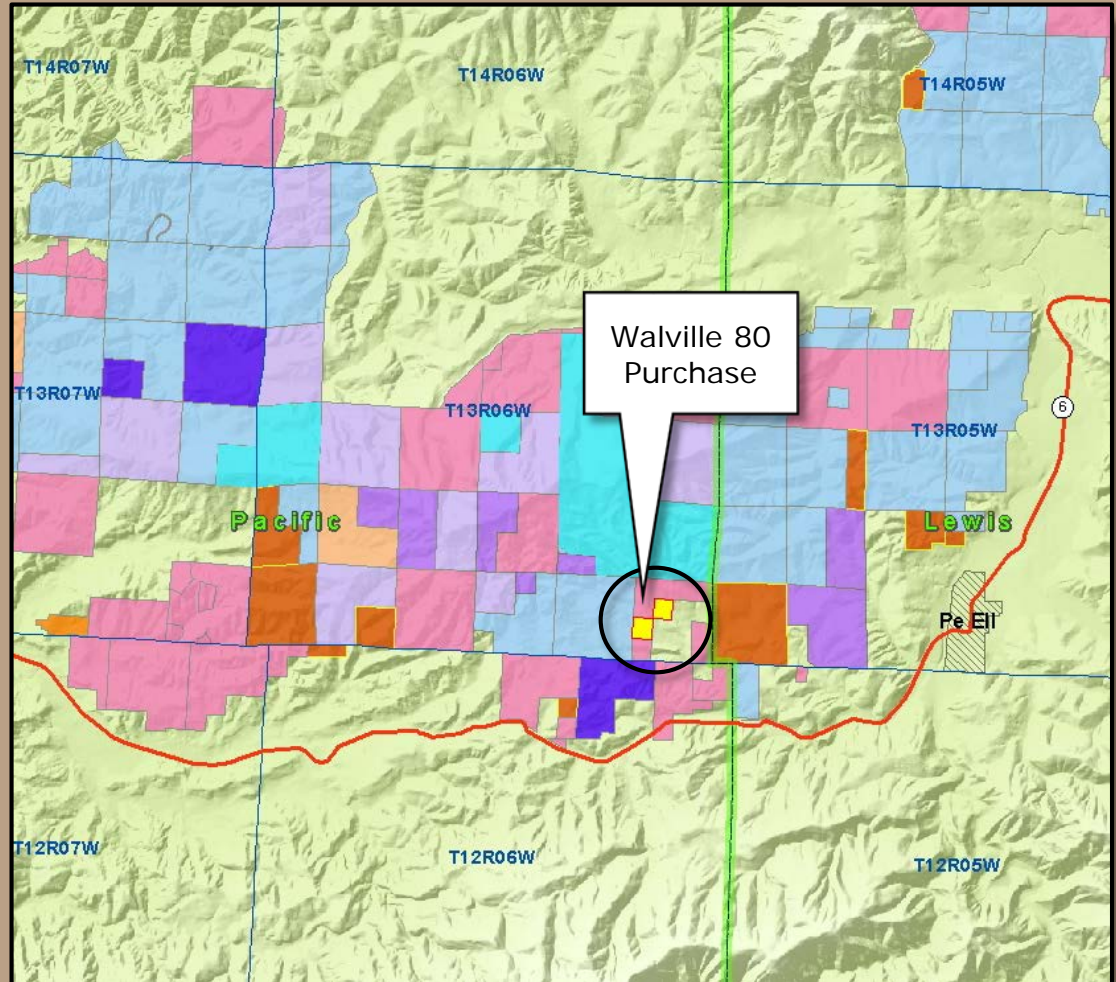 T14R07W
T14R06W
T14R05W
Walville 80
Purchase
T13R07W
T13R06W
6
T13R05W
Pacific
Lewis
Pe Ell
T12R07W
T12R06W
T12R05W